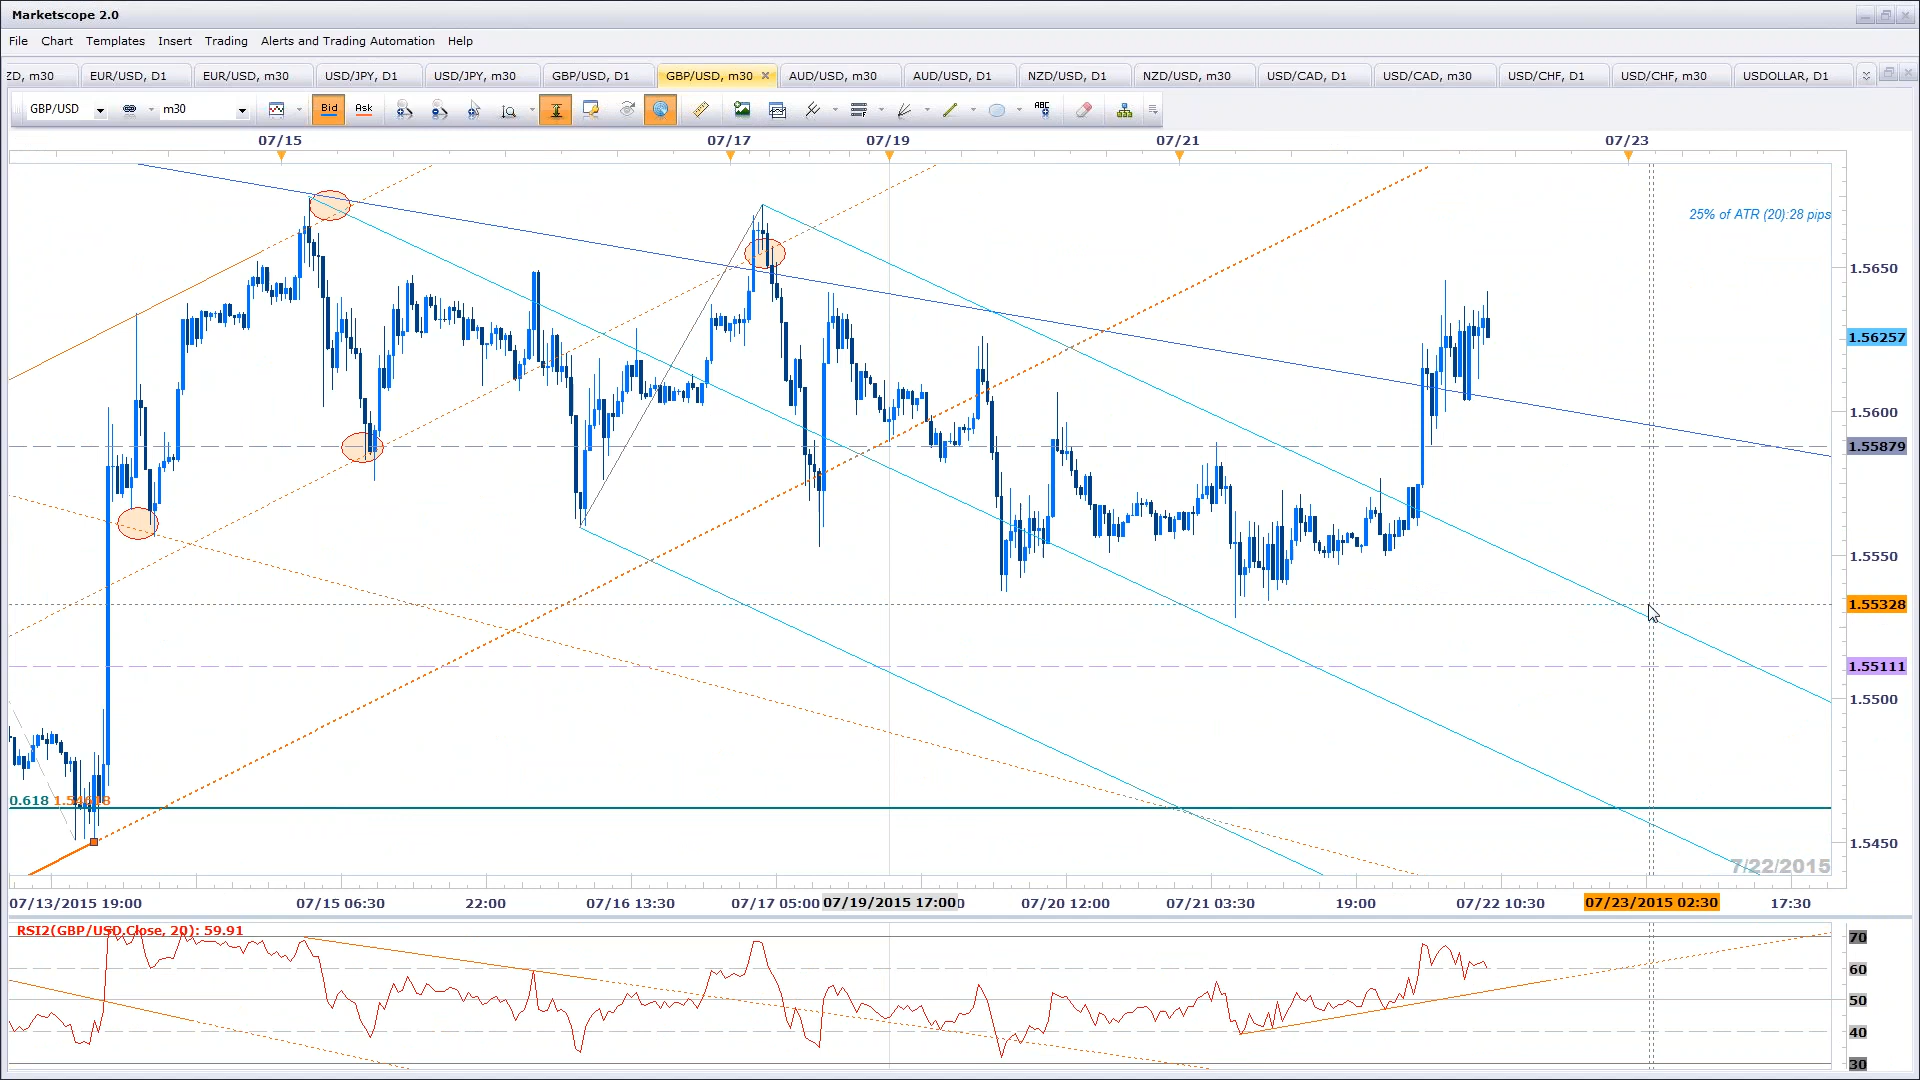 Marketscope 2.0
File Chart Templates Insert Trading Alerts and Trading Automation Help
ZD, m30 EUR/USD, D1 EUR/USD, m30 USD/JPY, D1 USD/JPY, m30 GBP/USD, D1 GBP/USD, m30 AUD/USD, m30 AUD/USD, D1 NZD/USD, D1 NZD/USD, m30 USD/CAD, D1 USD/CAD, m30 USD/CHF, D1 USD/CHF, m30 USDOLLAR, D1
GBP/USD m30 Bid Ask ABC
07/15 07/17 07/19 07/21 07/23
25% of ATR (20):28 pips
1.5650
1.56257
1.5600
1.55879
1.5550
1.55328
1.55111
1.5500
0.618 1.54618
1.5450
7/22/2015
07/13/2015 19:00 07/15 06:30 22:00 07/16 13:30 07/17 05:00 07/19/2015 17:00 07/20 12:00 07/21 03:30 19:00 07/22 10:30 07/23/2015 02:30 17:30
RSI2(GBP/USD.Close, 20): 59.91
70
60
50
40
30